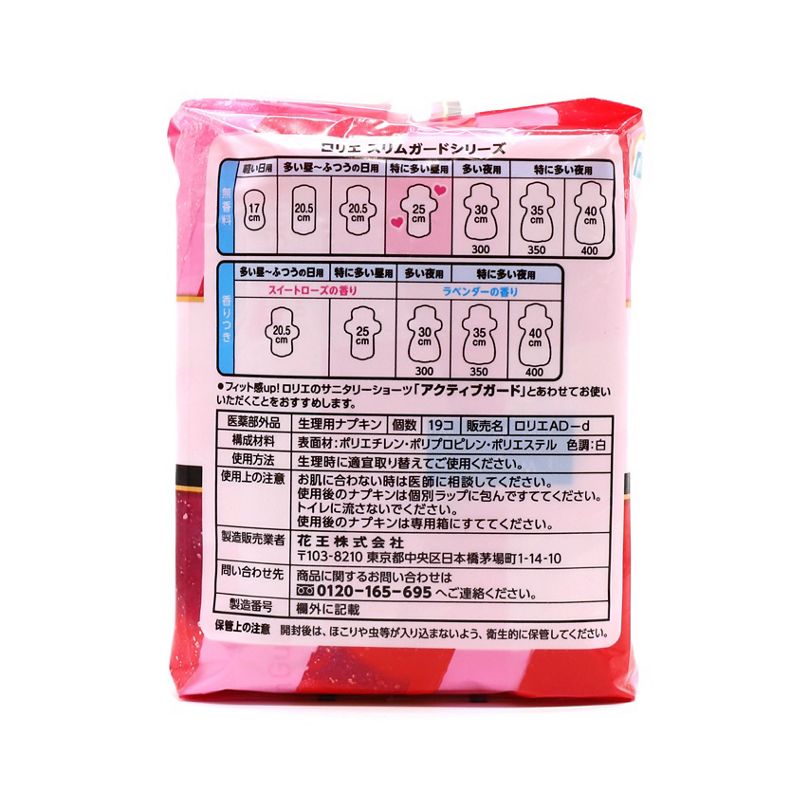 ロリエ スリムガードシリーズ
無香料
軽い日用 多い昼~ふつうの日用 特に多い昼用 多い夜用 特に多い夜用
17cm 20.5cm 20.5cm 25cm 30cm 35cm 40cm
300 350 400
香りつき
多い昼~ふつうの日用 特に多い昼用 多い夜用 特に多い夜用
スイートローズの香り ラベンダーの香り
20.5cm 25cm 30cm 35cm 40cm
300 350 400
●フィット感up! ロリエのサニタリーショーツ「アクティブガード」とあわせてお使い
いただくことをおすすめします。
医薬部外品 生理用ナプキン 個数 19コ 販売名 ロリエAD-d
構成材料 表面材:ポリエチレン・ポリプロピレン・ポリエステル 色調:白
使用方法 生理時に適宜取り替えてご使用ください。
使用上の注意 お肌に合わない時は医師に相談してください。
使用後のナプキンは個別ラップに包んですててください。
トイレに流さないでください。
使用後のナプキンは専用箱にすててください。
製造販売業者 花王株式会社
〒103-8210 東京都中央区日本橋茅場町1-14-10
問い合わせ先 商品に関するお問い合わせは
0120-165-695 へご連絡ください。
製造番号 欄外に記載
保管上の注意 開封後は、ほこりや虫等が入り込まないよう、衛生的に保管してください。